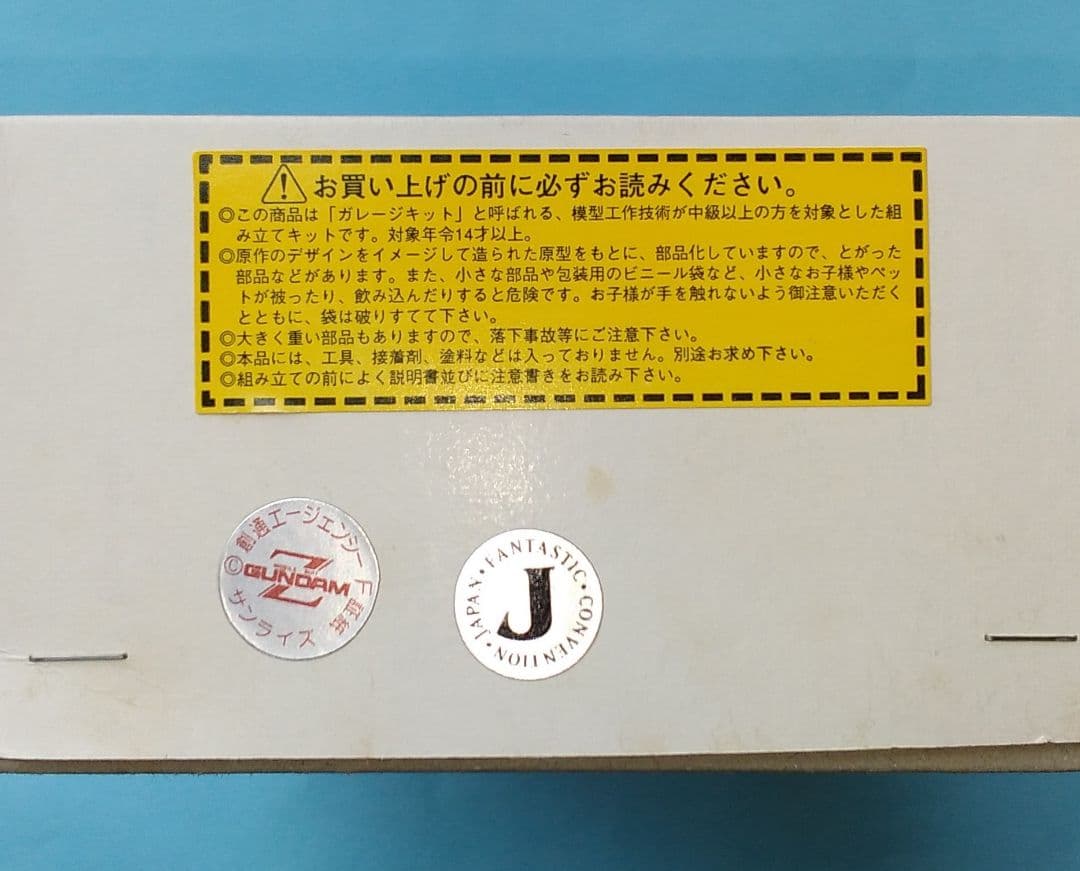 お買い上げの前に必ずお読みください。
◎この商品は「ガレージキット」と呼ばれる、模型工作技術が中級以上の方を対象とした組
み立てキットです。対象年令14才以上。
◎原作のデザインをイメージして造られた原型をもとに、部品化していますので、とがった
部品などがあります。また、小さな部品や包装用のビニール袋など、小さなお子様やペッ
トが被ったり、飲み込んだりすると危険です。お子様が手を触れないよう御注意いただく
とともに、袋は破りすてて下さい。
◎大きく重い部品もありますので、落下事故等にご注意下さい。
◎本品には、工具、接着剤、塗料などは入っておりません。別途お求め下さい。
◎組み立ての前によく説明書並びに注意書きをお読み下さい。
©創通エージェンシー
Z
GUNDAM
サンライズ
JAPAN・FANTASTIC・CONVENTION・
J